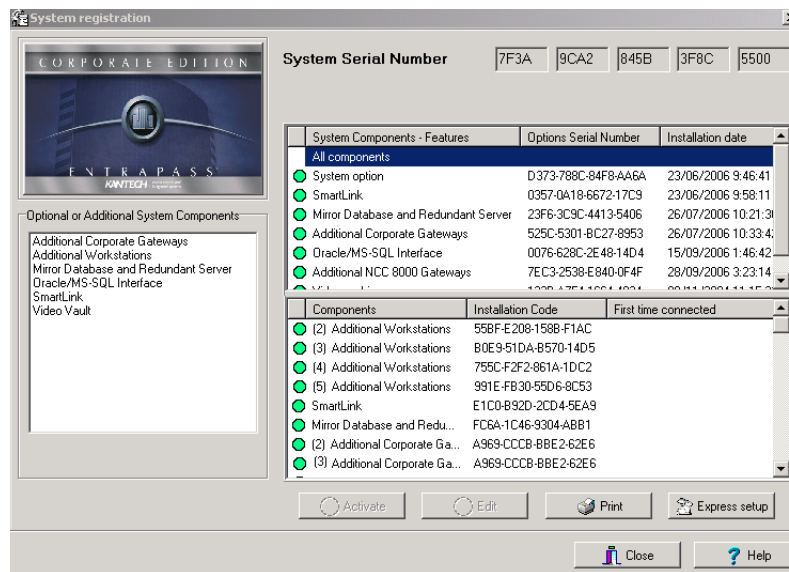 System registration
CORPORATE EDITION
ENTRAPASS
KANTECH
System Serial Number 7F3A 9CA2 845B 3F8C 5500
System Components - Features Options Serial Number Installation date
All components
System option D373-788C-84F8-AA6A 23/06/2006 9:46:41
SmartLink 0357-0A18-6672-17C9 23/06/2006 9:58:11
Mirror Database and Redundant Server 23F6-3C9C-4413-5406 26/07/2006 10:21:3
Additional Corporate Gateways 525C-5301-BC27-8953 26/07/2006 10:33:4
Oracle/MS-SQL Interface 0076-628C-2E48-14D4 15/09/2006 1:46:42
Additional NCC 8000 Gateways 7EC3-2538-E840-0F4F 28/09/2006 3:23:14
Optional or Additional System Components
Additional Corporate Gateways
Additional Workstations
Mirror Database and Redundant Server
Oracle/MS-SQL Interface
SmartLink
Video Vault
Components Installation Code First time connected
(2) Additional Workstations 55BF-E208-158B-F1AC
(3) Additional Workstations B0E9-51DA-B570-14D5
(4) Additional Workstations 755C-F2F2-861A-1DC2
(5) Additional Workstations 991E-FB30-55D6-8C53
SmartLink E1C0-B92D-2CD4-5EA9
Mirror Database and Redu... FC6A-1C46-9304-ABB1
(2) Additional Corporate Ga... A969-CCCB-BBE2-62E6
(3) Additional Corporate Ga... A969-CCCB-BBE2-62E6
Activate Edit Print Express setup
Close Help